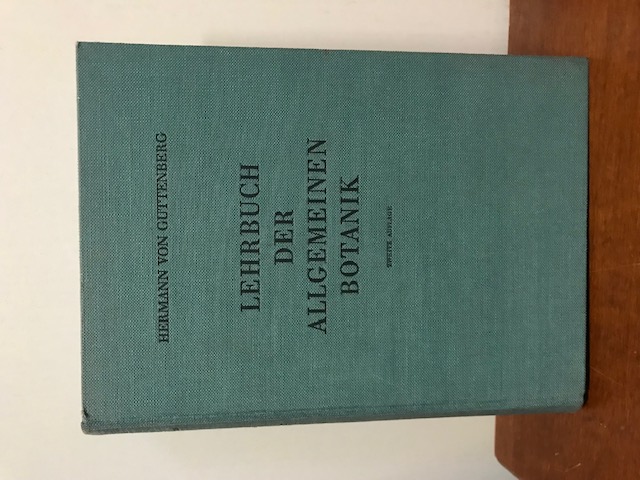 HERMANN VON GUTTENBERG
LEHRBUCH
DER
ALLGEMEINEN
BOTANIK
ZWEITE AUFLAGE